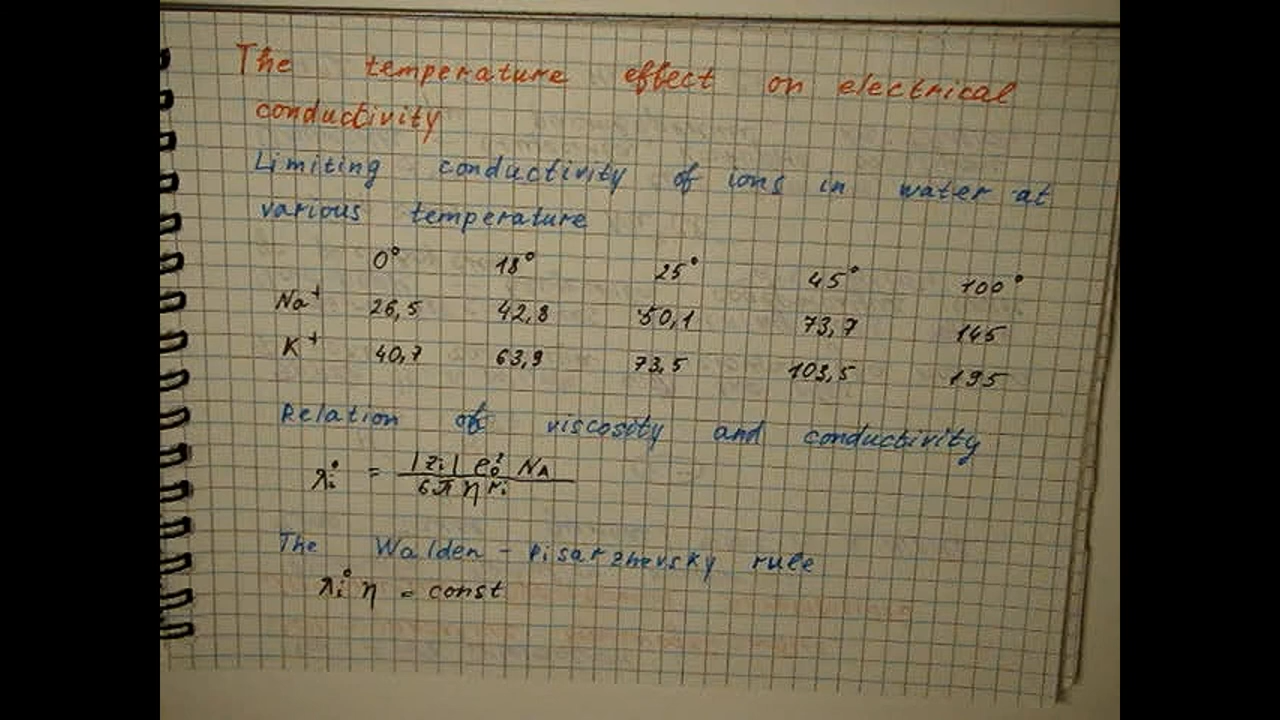 The temperature effect on electrical
conductivity
Limiting conductivity of ions in water at
various temperature
0° 18° 25° 45° 100°
Na⁺ 26,5 42,8 50,1 73,7 145
K⁺ 40,7 63,9 73,5 103,5 195
Relation of viscosity and conductivity
λᵢ° = |zᵢ| e₀² N_A / 6π η rᵢ
The Walden - Pisarzhevsky rule
λᵢ° η = const